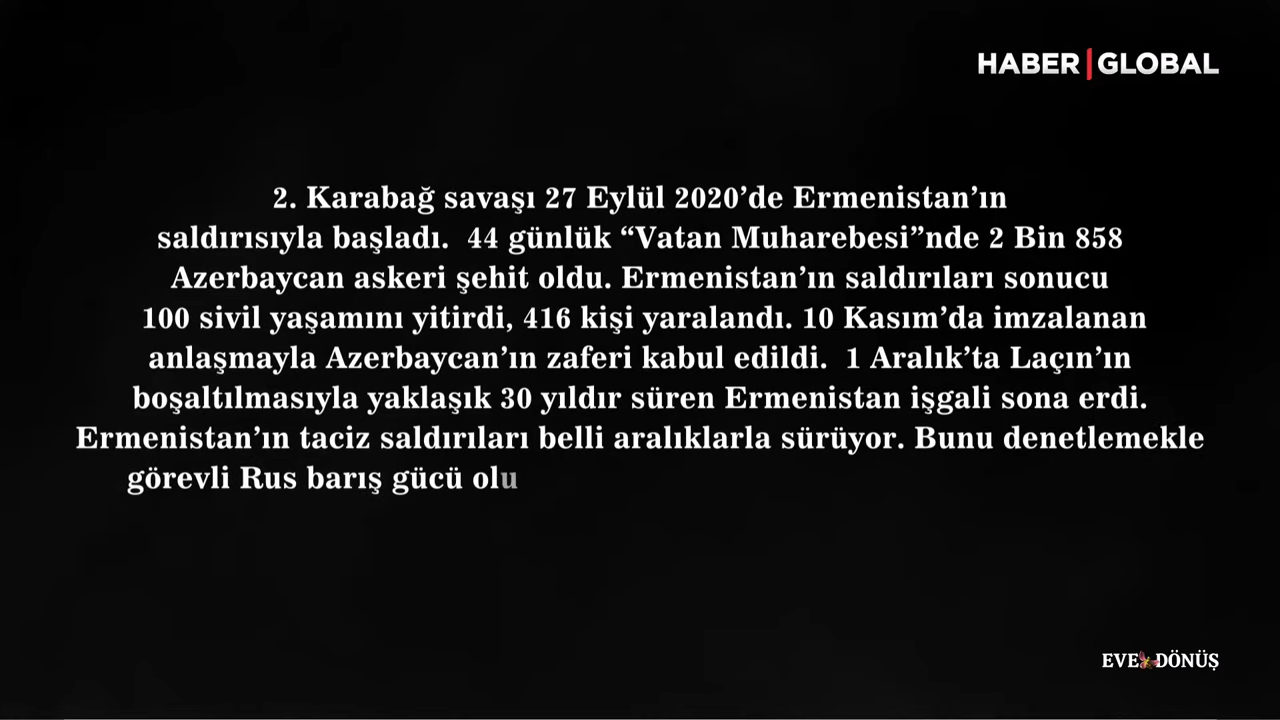 HABER GLOBAL
2. Karabağ savaşı 27 Eylül 2020’de Ermenistan’ın
saldırısıyla başladı. 44 günlük “Vatan Muharebesi”nde 2 Bin 858
Azerbaycan askeri şehit oldu. Ermenistan’ın saldırıları sonucu
100 sivil yaşamını yitirdi, 416 kişi yaralandı. 10 Kasım’da imzalanan
anlaşmayla Azerbaycan’ın zaferi kabul edildi. 1 Aralık’ta Laçın’ın
boşaltılmasıyla yaklaşık 30 yıldır süren Ermenistan işgali sona erdi.
Ermenistan’ın taciz saldırıları belli aralıklarla sürüyor. Bunu denetlemekle
görevli Rus barış gücü olu
EVE DÖNÜŞ